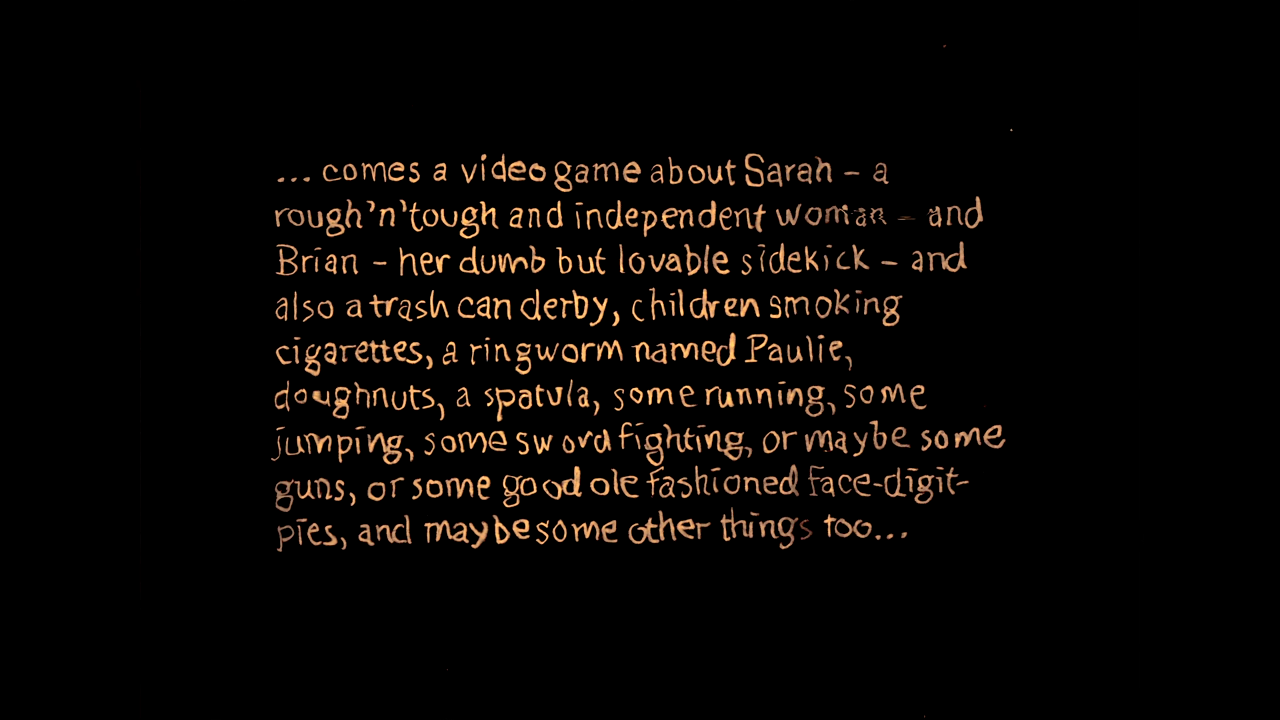 ... comes a video game about Sarah – a
rough'n'tough and independent woman – and
Brian – her dumb but lovable sidekick – and
also a trash can derby, children smoking
cigarettes, a ringworm named Paulie,
doughnuts, a spatula, some running, some
jumping, some sword fighting, or maybe some
guns, or some good ole fashioned face-digit-
pies, and maybe some other things too...